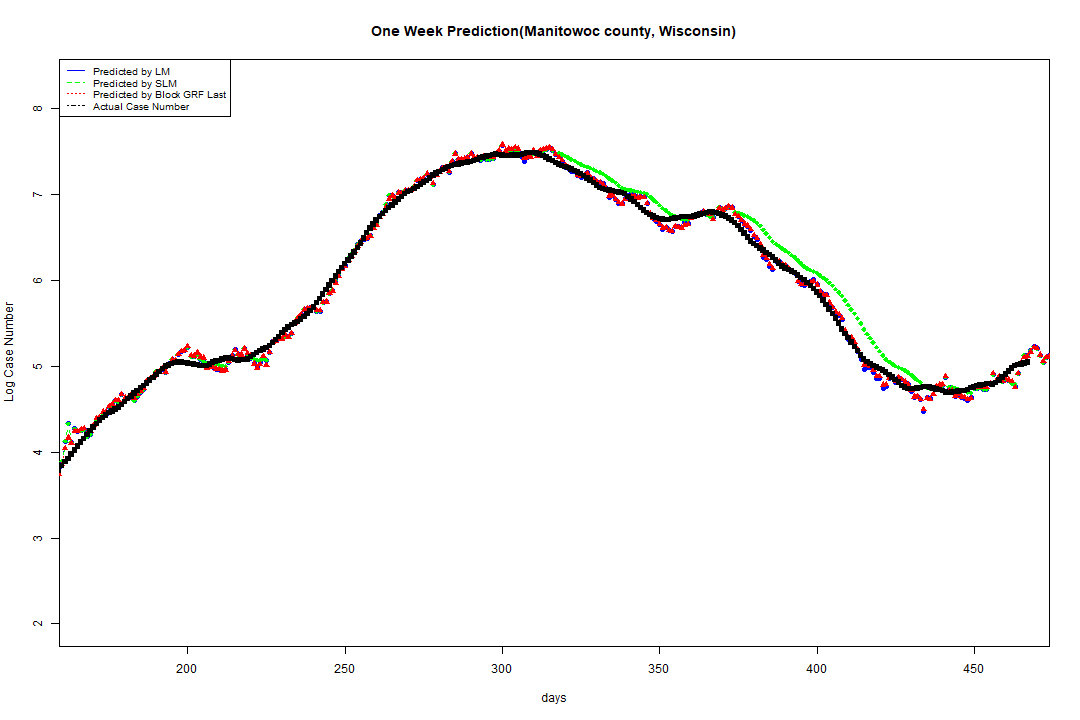 One Week Prediction(Manitowoc county, Wisconsin)
Predicted by LM
Predicted by SLM
Predicted by Block GRF Last
Actual Case Number
8
7
6
5
4
3
2
Log Case Number
200 250 300 350 400 450
days